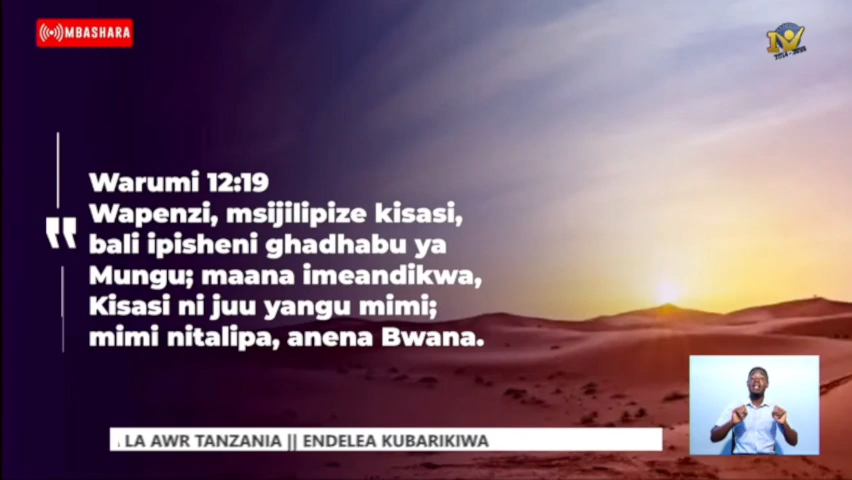 MBASHARA
Warumi 12:19
Wapenzi, msijilipize kisasi,
bali ipisheni ghadhabu ya
Mungu; maana imeandikwa,
Kisasi ni juu yangu mimi;
mimi nitalipa, anena Bwana.
LA AWR TANZANIA || ENDELEA KUBARIKIWA